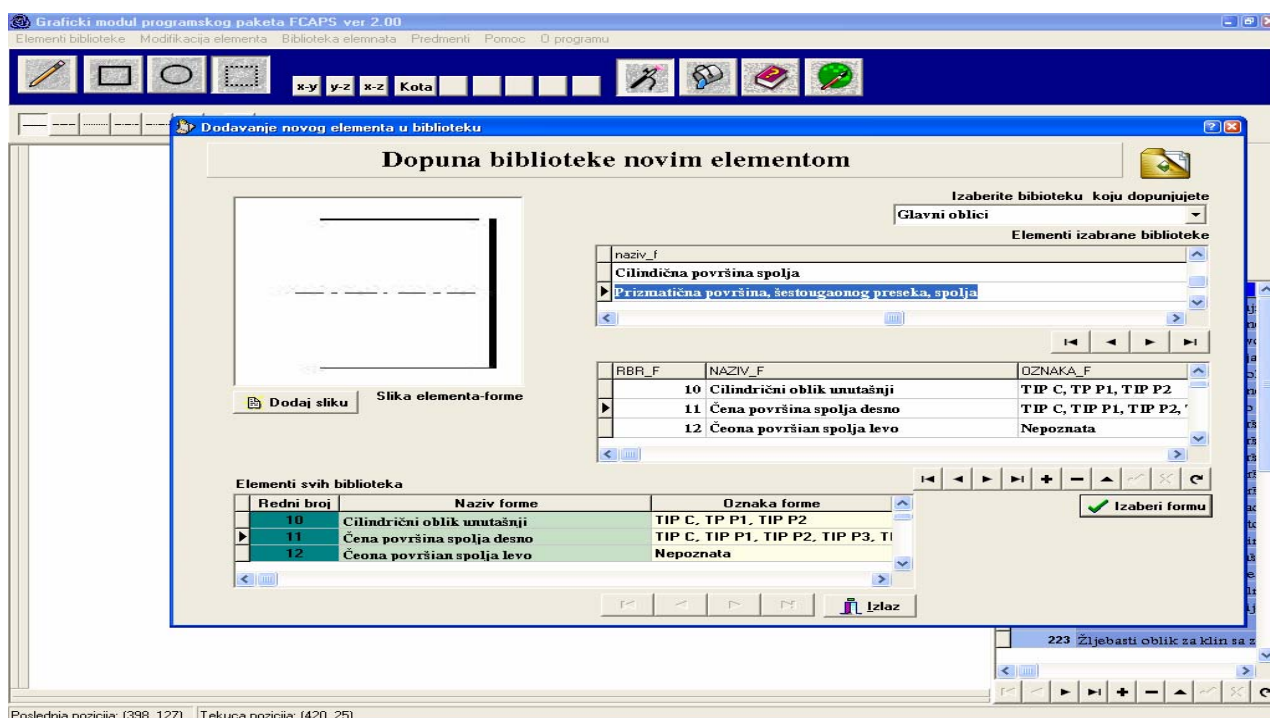 Graficki modul programskog paketa FCAPS ver 2.00
Elementi biblioteke Modifikacija elementa Biblioteka elemnata Predmenti Pomoc O programu
x-y y-z x-z Kota
Dodavanje novog elementa u biblioteku
Dopuna biblioteke novim elementom
Izaberite bibioteku koju dopunjujete
Glavni oblici
Elementi izabrane biblioteke
naziv_f
Cilindična površina spolja
Prizmatična površina, šestougaonog preseka, spolja
Dodaj sliku
Slika elementa-forme
RBR_F NAZIV_F OZNAKA_F
10 Cilindrični oblik unutašnji TIP C, TP P1, TIP P2
11 Čena površina spolja desno TIP C, TIP P1, TIP P2,
12 Čeona površian spolja levo Nepoznata
Elementi svih biblioteka
Redni broj Naziv forme Oznaka forme
10 Cilindrični oblik unutašnji TIP C, TP P1, TIP P2
11 Čena površina spolja desno TIP C, TIP P1, TIP P2, TIP P3, TI
12 Čeona površian spolja levo Nepoznata
Izaberi formu
Izlaz
223 Žljebasti oblik za klin sa z
Poslednja pozicija: (398, 127) Tekuca pozicija: (420, 25)